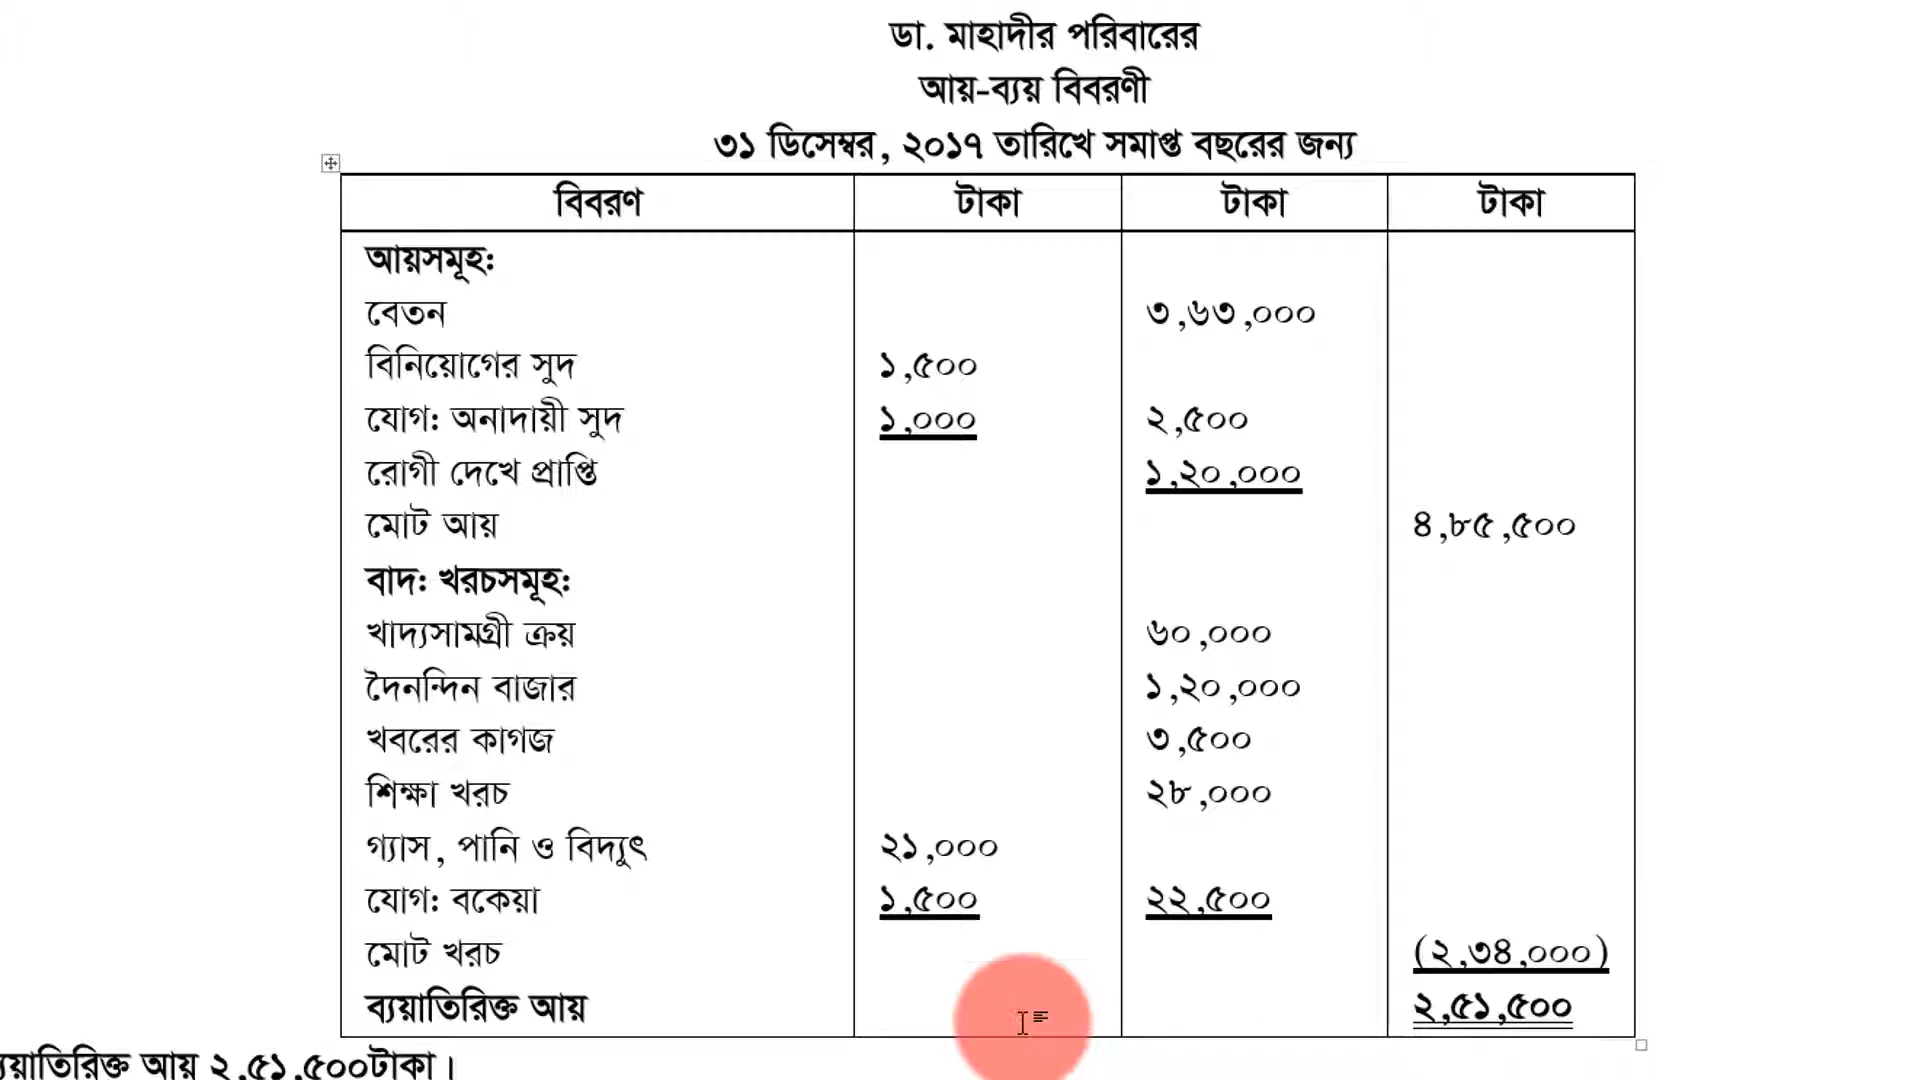 ডা. মাহাদীর পরিবারের
আয়-ব্যয় বিবরণী
৩১ ডিসেম্বর, ২০১৭ তারিখে সমাপ্ত বছরের জন্য
বিবরণ টাকা টাকা টাকা
আয়সমূহ:
বেতন ৩,৬৩,০০০
বিনিয়োগের সুদ ১,৫০০
যোগ: অনাদায়ী সুদ ১,০০০ ২,৫০০
রোগী দেখে প্রাপ্তি ১,২০,০০০
মোট আয় ৪,৮৫,৫০০
বাদ: খরচসমূহ:
খাদ্যসামগ্রী ক্রয় ৬০,০০০
দৈনন্দিন বাজার ১,২০,০০০
খবরের কাগজ ৩,৫০০
শিক্ষা খরচ ২৮,০০০
গ্যাস, পানি ও বিদ্যুৎ ২১,০০০
যোগ: বকেয়া ১,৫০০ ২২,৫০০
মোট খরচ (২,৩৪,০০০)
ব্যয়াতিরিক্ত আয় ২,৫১,৫০০
আয় ২,৫১,৫০০টাকা।